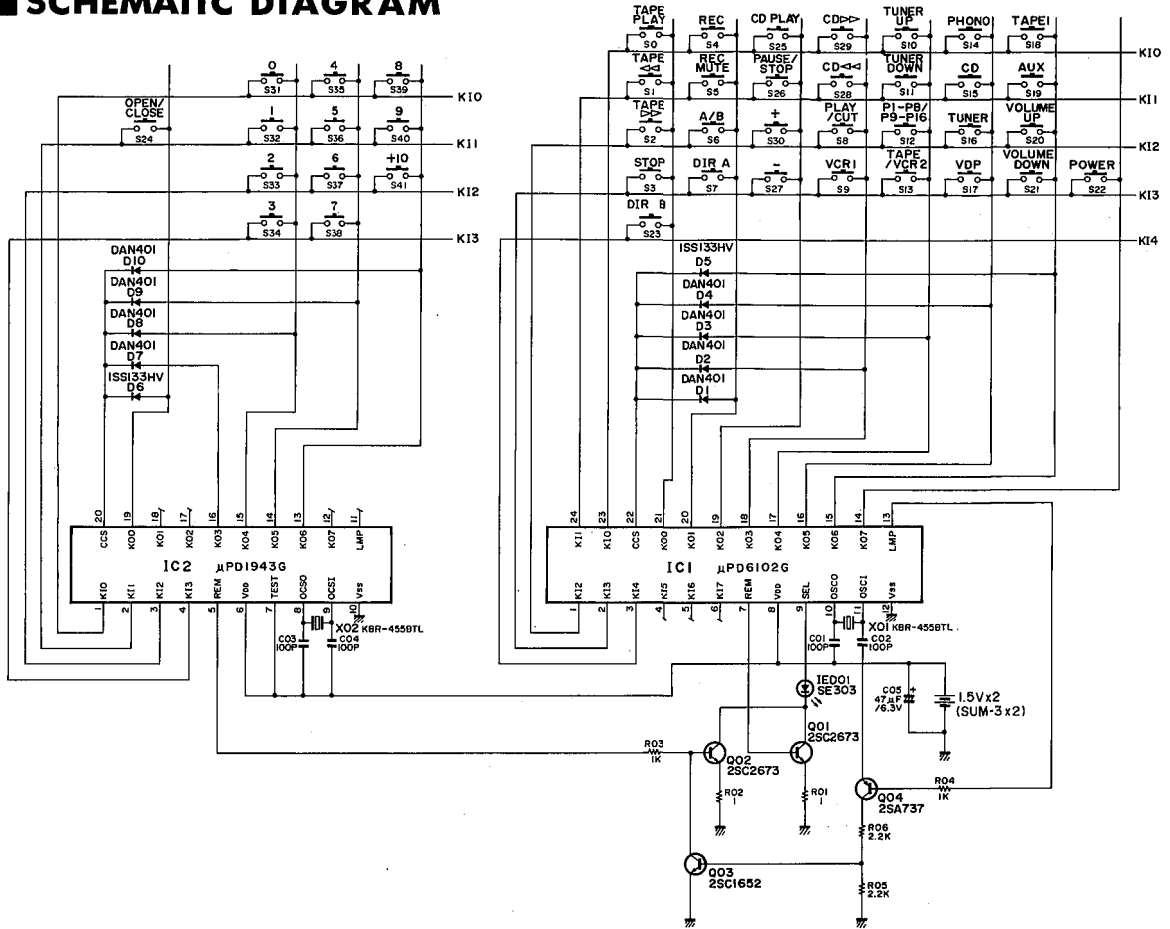 SCHEMATIC DIAGRAM
TAPE PLAY S0
REC S4
CD PLAY S25
CD▷▷ S29
TUNER UP S10
PHONO S14
TAPE1 S18
KI0
TAPE ◁◁ S1
REC MUTE S5
PAUSE/STOP S26
CD◁◁ S28
TUNER DOWN S11
CD S15
AUX S19
KI1
TAPE ▷▷ S2
A/B S6
+ S30
PLAY/CUT S8
P1-P8/P9-P16 S12
TUNER S16
VOLUME UP S20
KI2
STOP S3
DIR A S7
- S27
VCR1 S9
TAPE/VCR2 S13
VDP S17
VOLUME DOWN S21
POWER S22
KI3
DIR B S23
KI4
0 S31
4 S35
8 S39
KI0
OPEN/CLOSE S24
1 S32
5 S36
9 S40
KI1
2 S33
6 S37
+10 S41
KI2
3 S34
7 S38
KI3
DAN401
D10
DAN401
D9
DAN401
D8
DAN401
D7
ISS133HV
D6
ISS133HV
D5
DAN401
D4
DAN401
D3
DAN401
D2
DAN401
D1
20 19 18 17 16 15 14 13 12 11
CCS KO0 KO1 KO2 KO3 KO4 KO5 KO6 KO7 LMP
IC2 μPD1943G
KI0 KI1 KI2 KI3 REM VDD TEST OCSO OCSI Vss
1 2 3 4 5 6 7 8 9 10
X02 KBR-455BTL
C03 100P
C04 100P
24 23 22 21 20 19 18 17 16 15 14 13
KI1 KI0 CCS KO0 KO1 KO2 KO3 KO4 KO5 KO6 KO7 LMP
IC1 μPD6102G
KI2 KI3 KI4 KI5 KI6 KI7 REM VDD SEL OSCO OSCI Vss
1 2 3 4 5 6 7 8 9 10 11 12
X01 KBR-455BTL
C01 100P
C02 100P
IED01
SE303
C05
47μF
/6.3V
+
1.5Vx2
(SUM-3x2)
Q01
2SC2673
R03
1K
Q02
2SC2673
R02
1
R01
1
Q04
2SA737
R04
1K
R06
2.2K
Q03
2SC1652
R05
2.2K